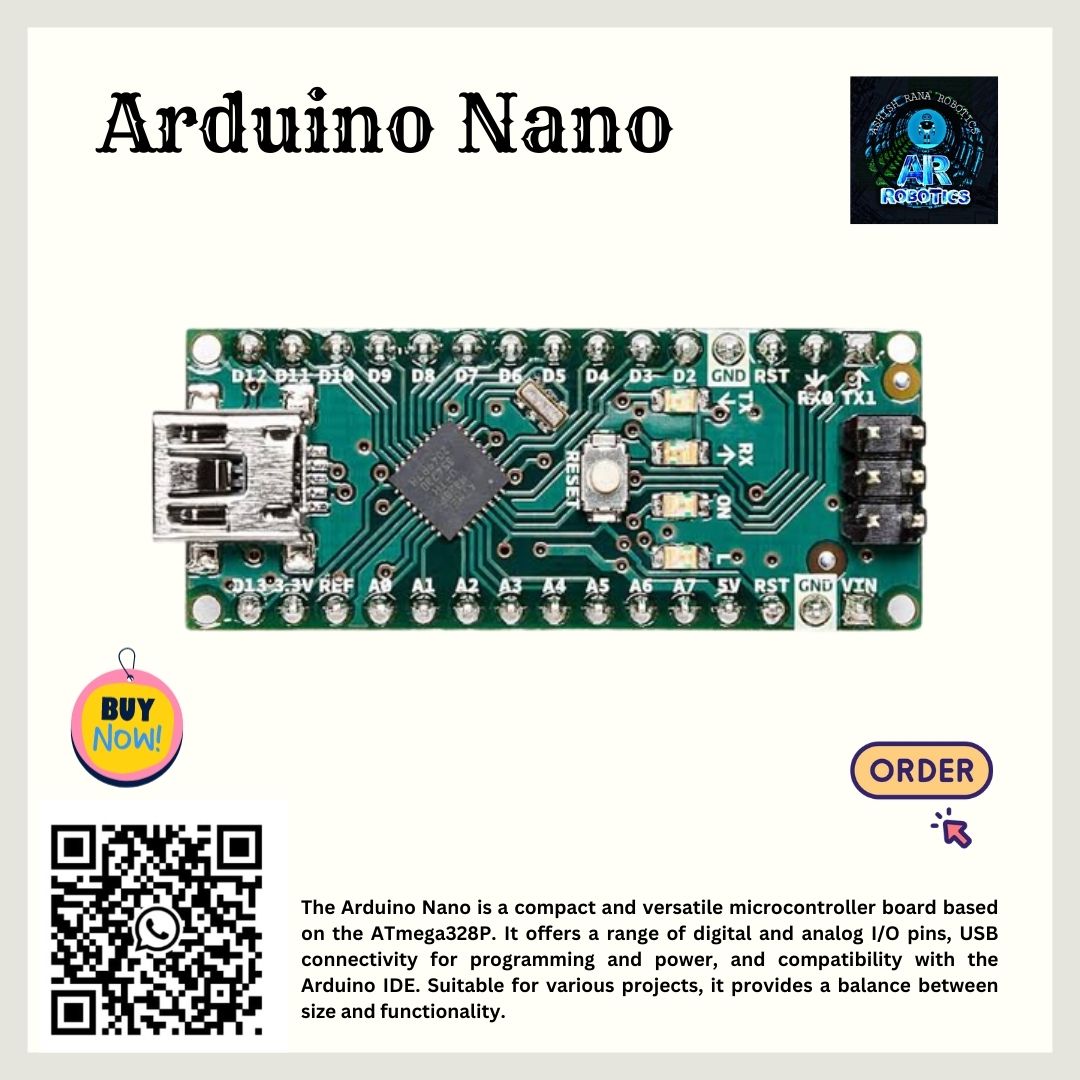 Arduino Nano
ASHISH RANA ROBOTICS
AR
ROBOTICS
D12 D11 D10 D9 D8 D7 D6 D5 D4 D3 D2 GND RST RX0 TX1
TX
RX
RESET
ON
L
D13 3.3V REF A0 A1 A2 A3 A4 A5 A6 A7 5V RST GND VIN
BUY
NOW!
ORDER
The Arduino Nano is a compact and versatile microcontroller board based
on the ATmega328P. It offers a range of digital and analog I/O pins, USB
connectivity for programming and power, and compatibility with the
Arduino IDE. Suitable for various projects, it provides a balance between
size and functionality.